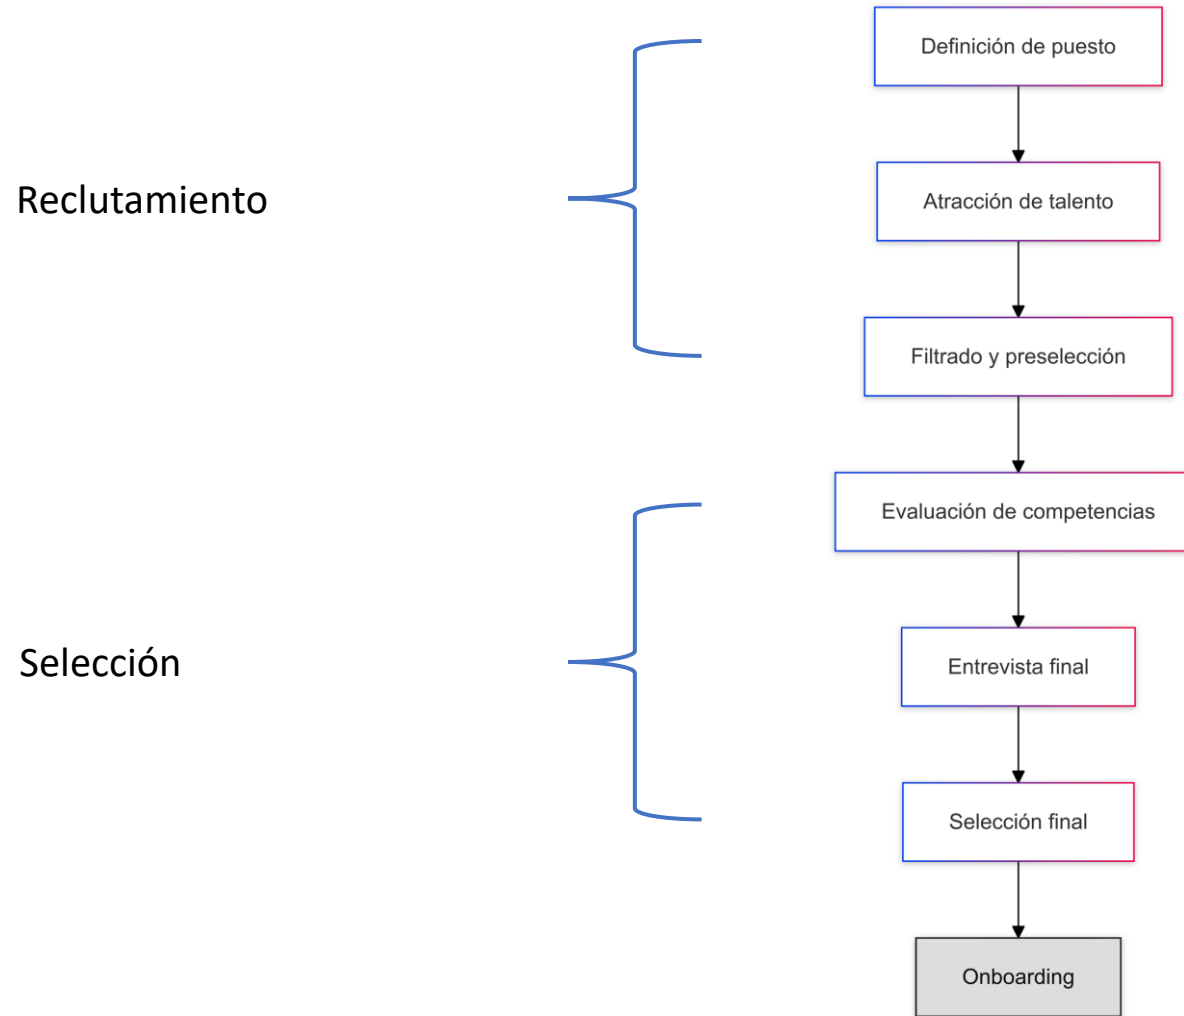 Definición de puesto
Reclutamiento
Atracción de talento
Filtrado y preselección
Evaluación de competencias
Selección
Entrevista final
Selección final
Onboarding